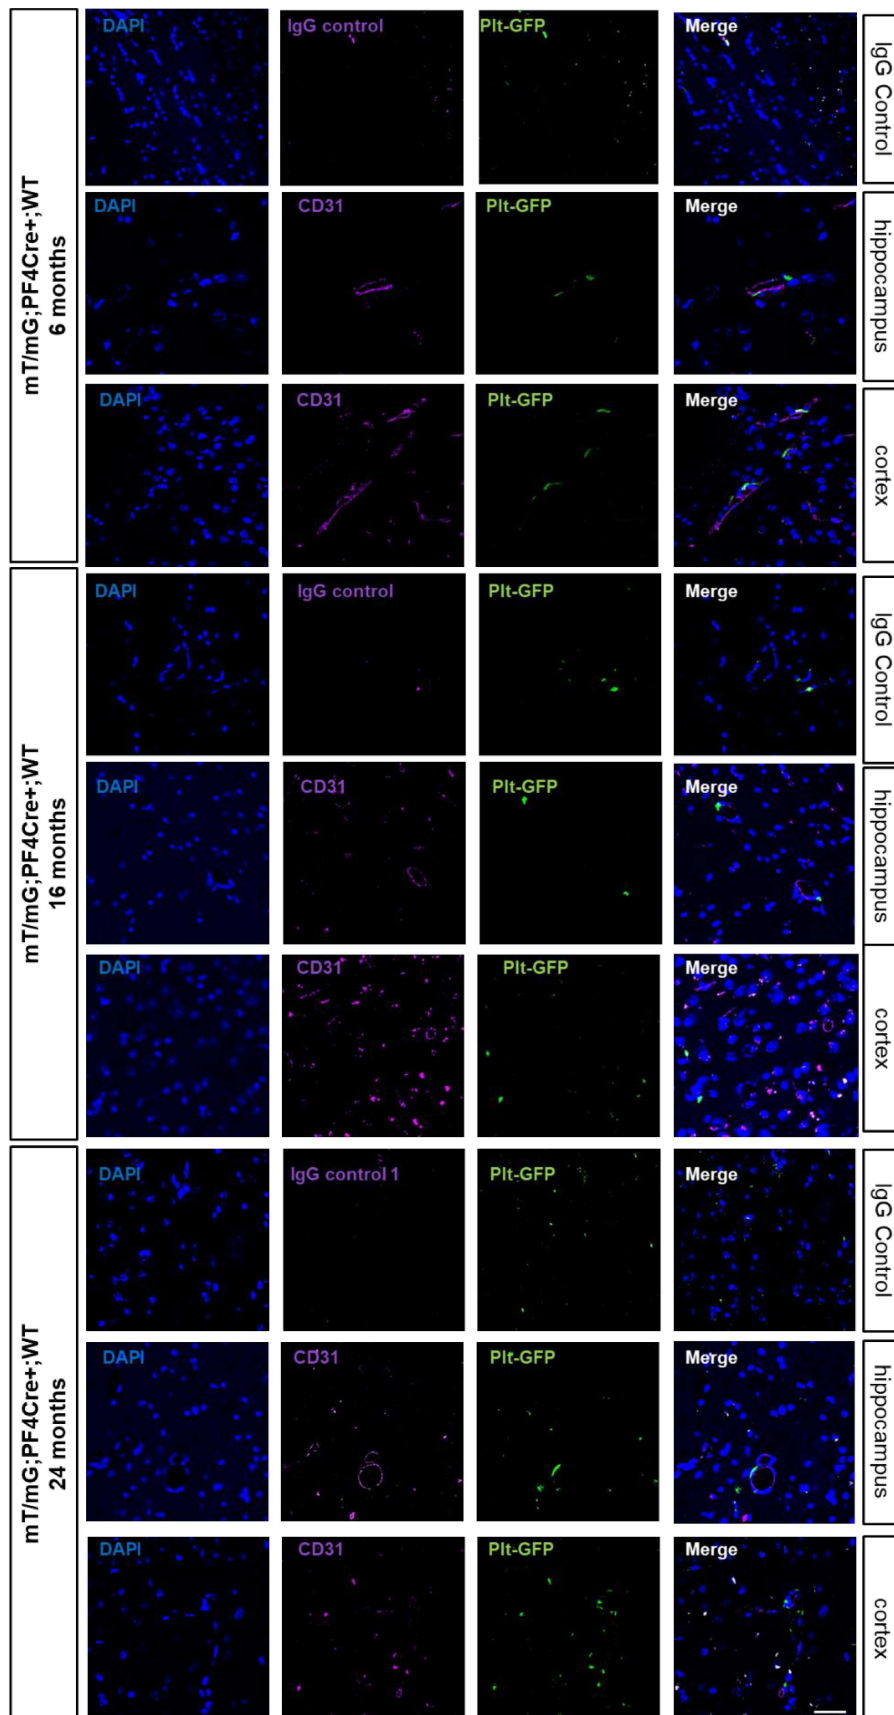 DAPI IgG control Plt-GFP Merge IgG Control
DAPI CD31 Plt-GFP Merge hippocampus
DAPI CD31 Plt-GFP Merge cortex
mT/mG;PF4Cre+;WT
6 months
DAPI IgG control Plt-GFP Merge IgG Control
DAPI CD31 Plt-GFP Merge hippocampus
DAPI CD31 Plt-GFP Merge cortex
mT/mG;PF4Cre+;WT
16 months
DAPI IgG control 1 Plt-GFP Merge IgG Control
DAPI CD31 Plt-GFP Merge hippocampus
DAPI CD31 Plt-GFP Merge cortex
mT/mG;PF4Cre+;WT
24 months